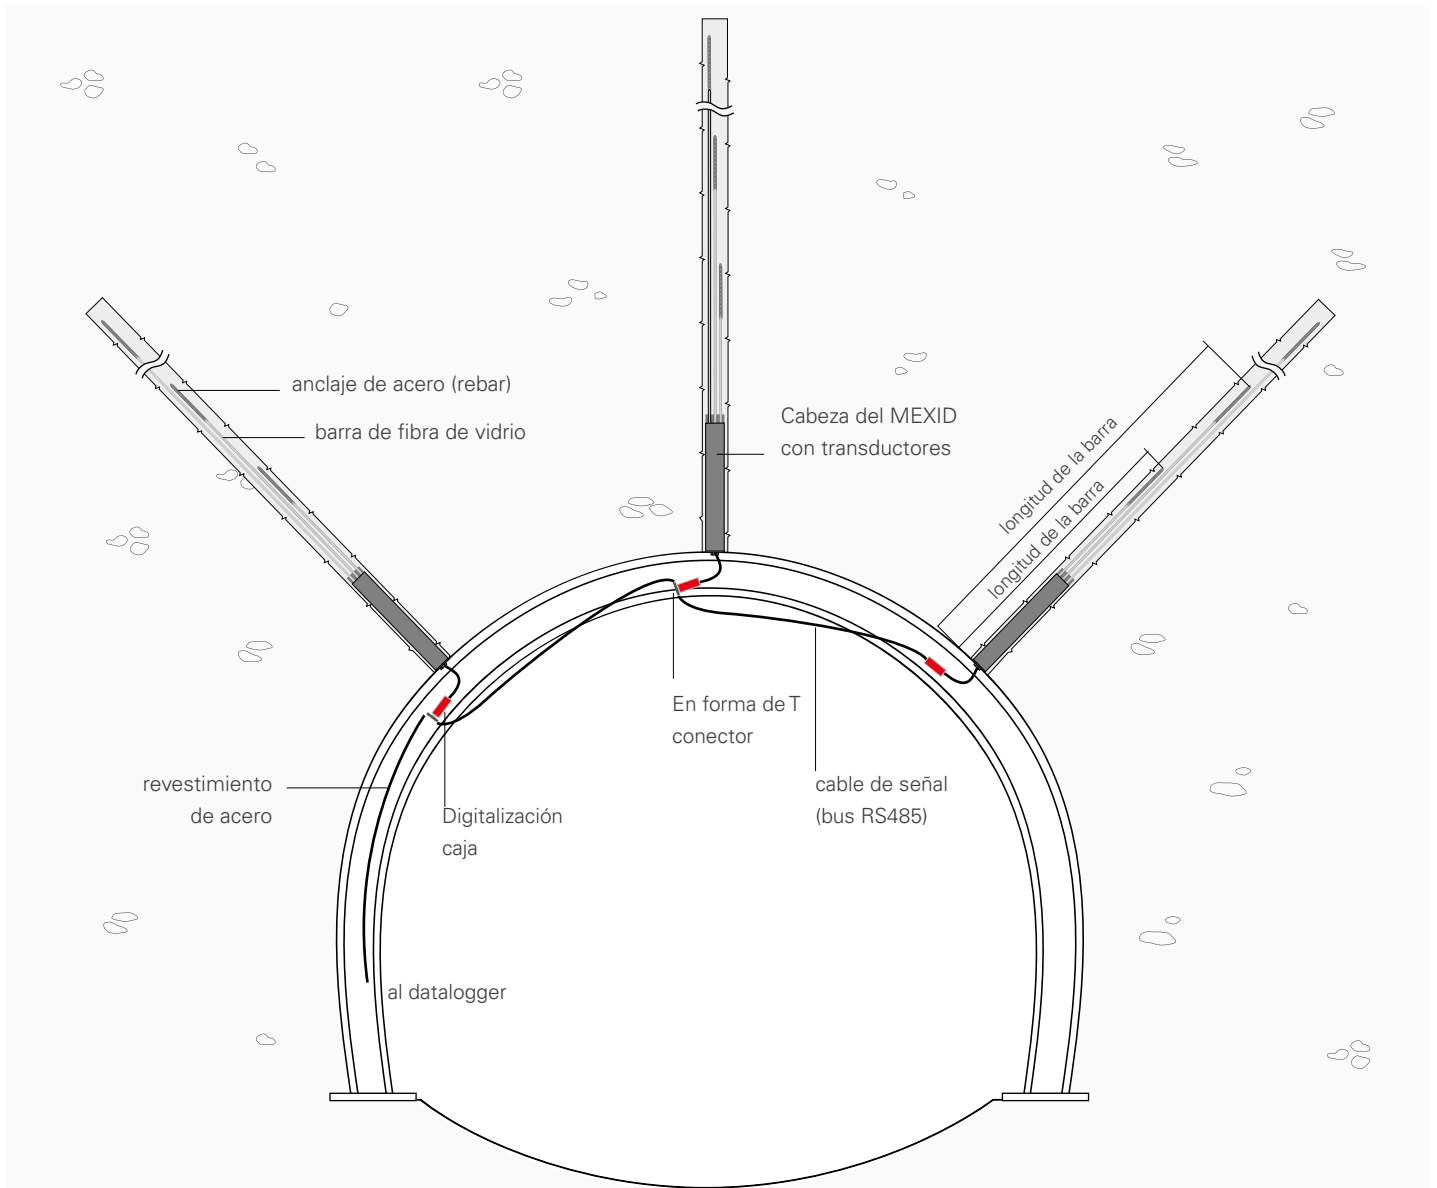 anclaje de acero (rebar)
barra de fibra de vidrio
Cabeza del MEXID
con transductores
longitud de la barra
longitud de la barra
En forma de T
conector
revestimiento
de acero
Digitalización
caja
cable de señal
(bus RS485)
al datalogger